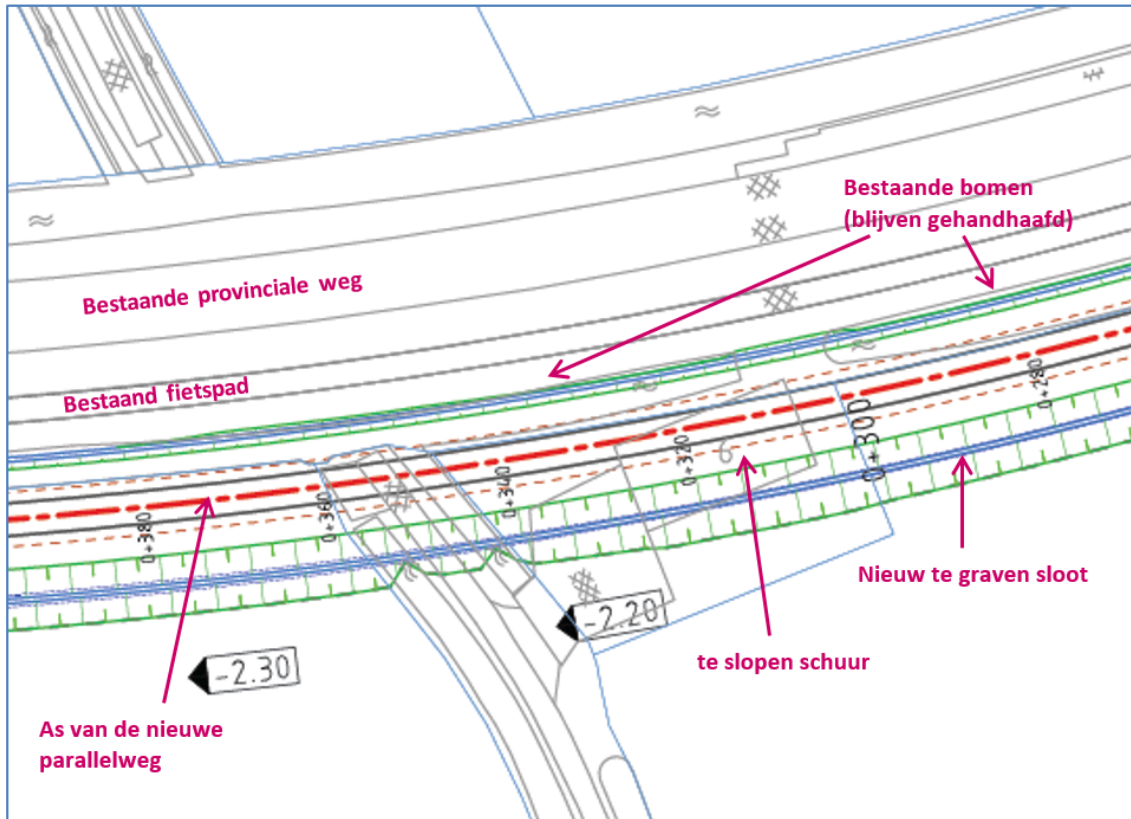 Bestaande bomen
(blijven gehandhaafd)
Bestaande provinciale weg
Bestaand fietspad
0+280
0+300
0+320
0+340
0+360
0+380
Nieuw te graven sloot
-2.20
te slopen schuur
-2.30
As van de nieuwe
parallelweg